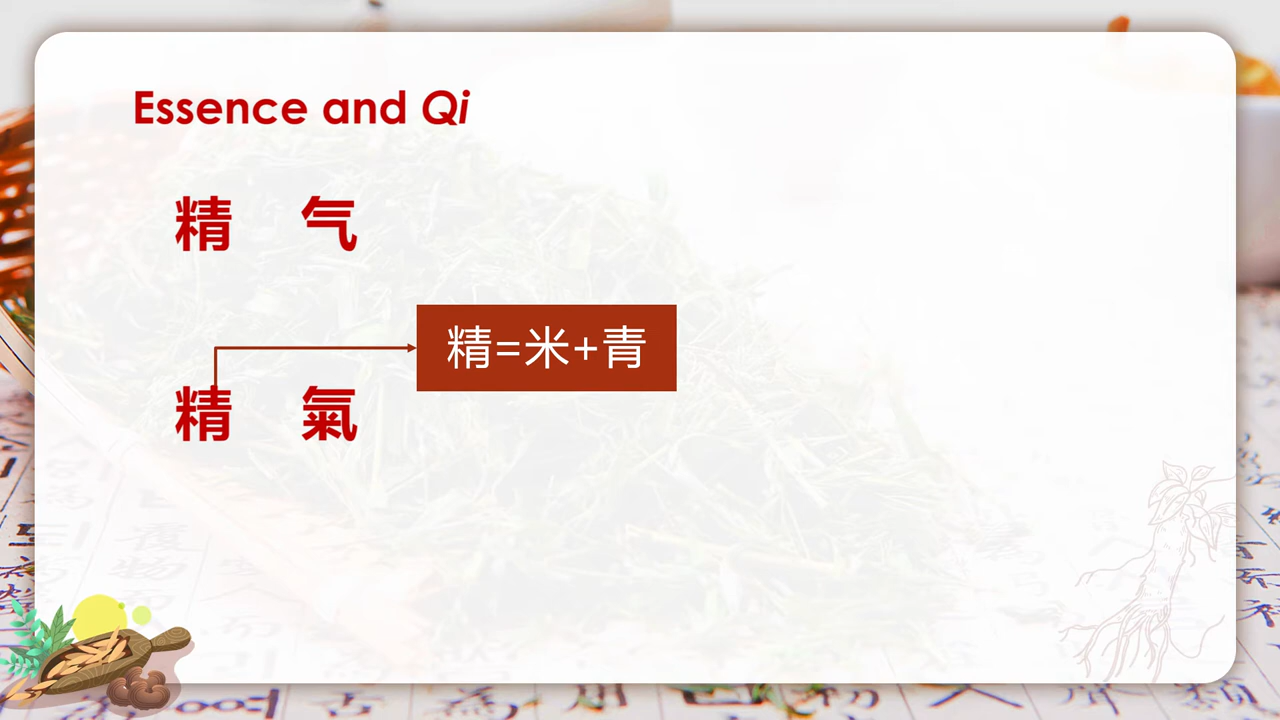 Essence and Qi
精 气
精=米+青
精 氣